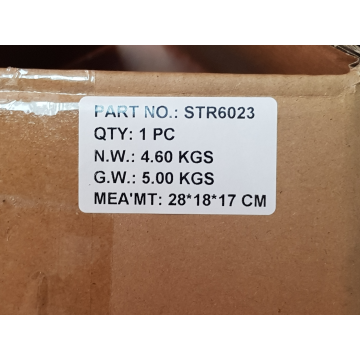 PART NO.: STR6023
QTY: 1 PC
N.W.: 4.60 KGS
G.W.: 5.00 KGS
MEA'MT: 28*18*17 CM